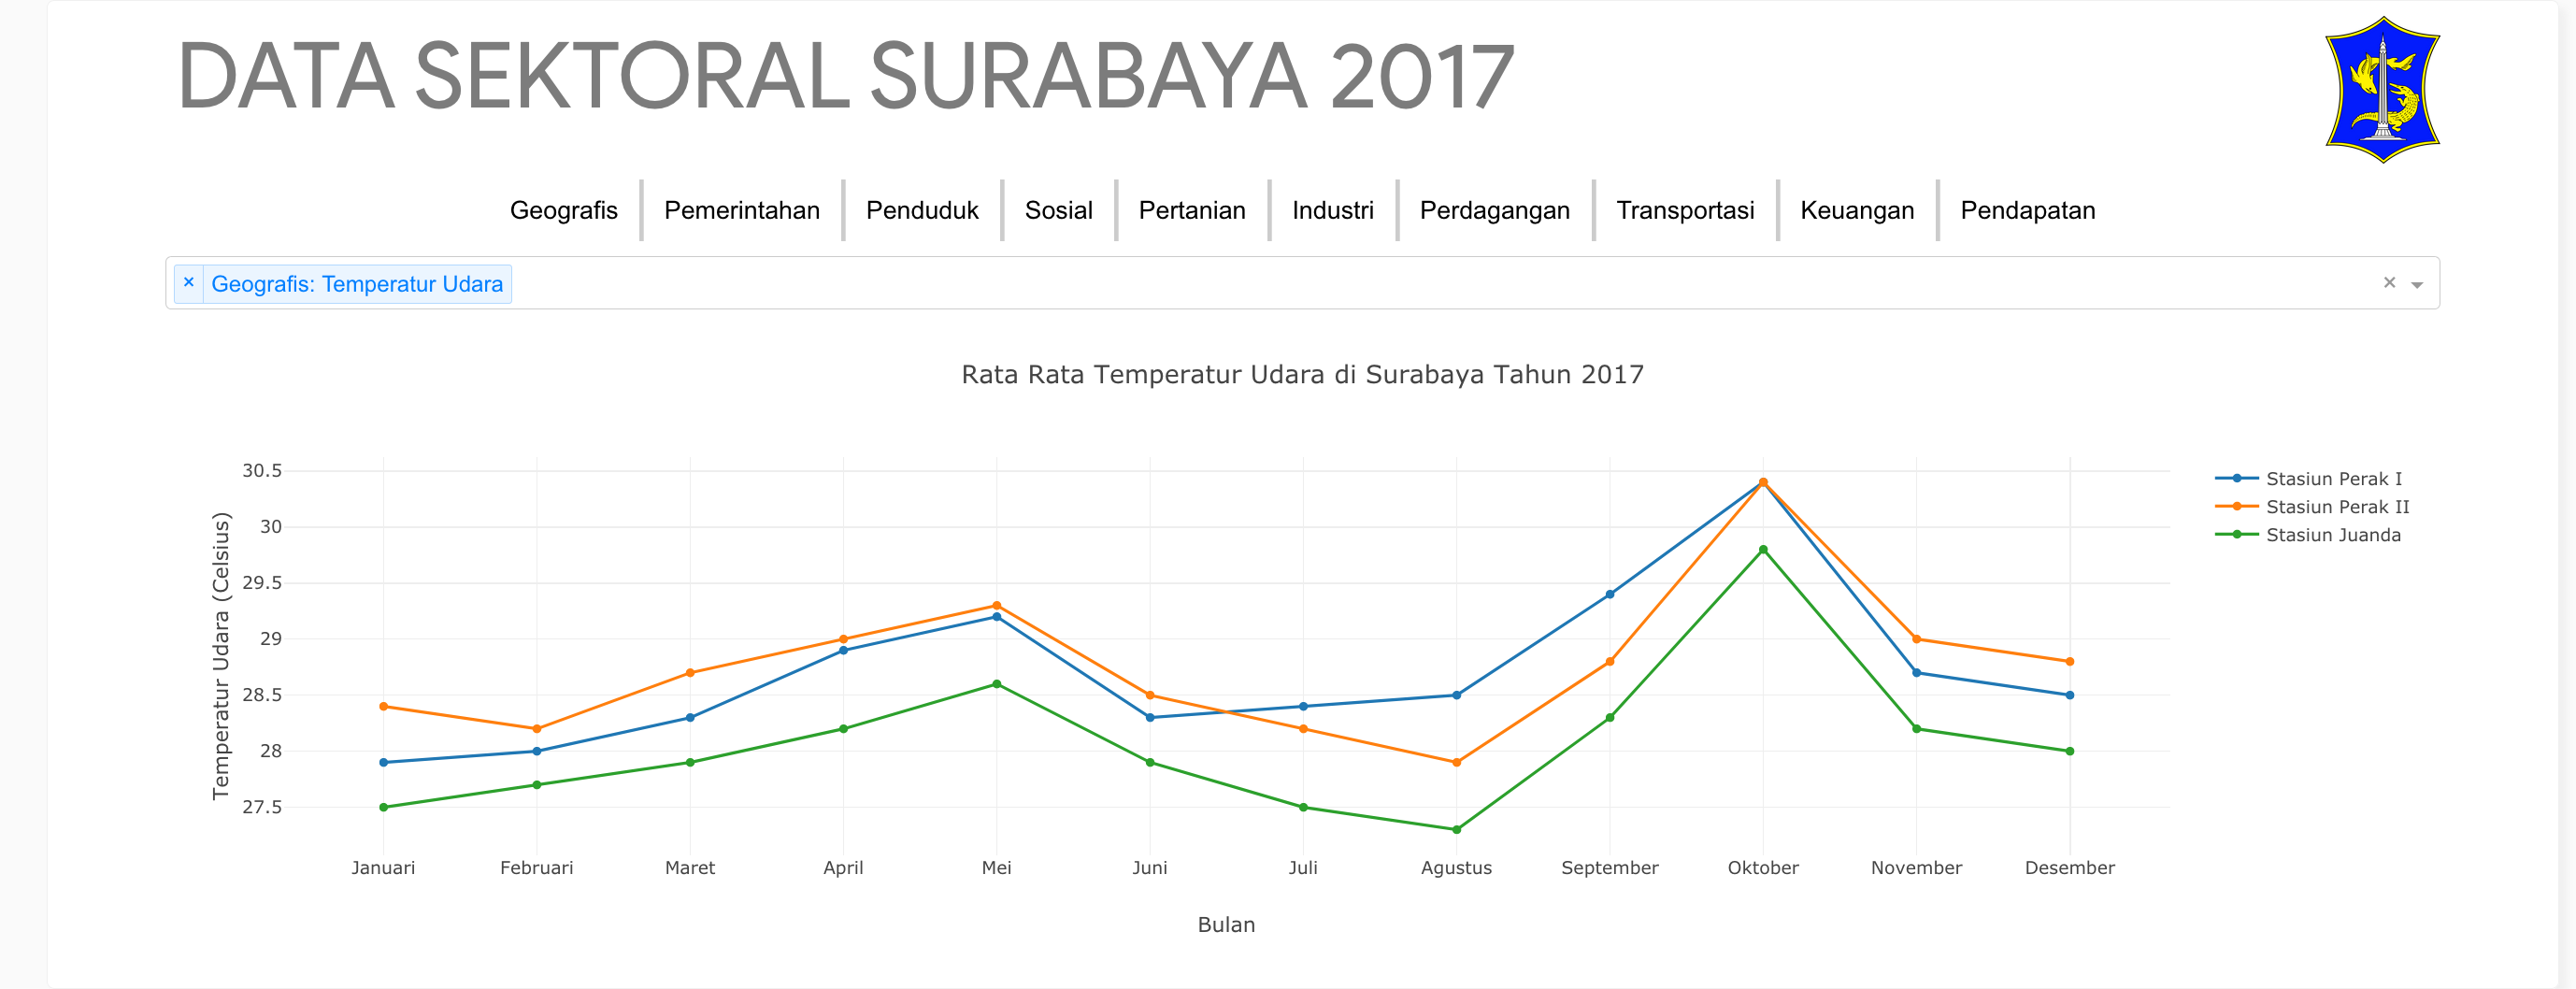 DATA SEKTORAL SURABAYA 2017
Geografis Pemerintahan Penduduk Sosial Pertanian Industri Perdagangan Transportasi Keuangan Pendapatan
× Geografis: Temperatur Udara ×
Rata Rata Temperatur Udara di Surabaya Tahun 2017
Temperatur Udara (Celsius)
30.5
30
29.5
29
28.5
28
27.5
Stasiun Perak I
Stasiun Perak II
Stasiun Juanda
Januari Februari Maret April Mei Juni Juli Agustus September Oktober November Desember
Bulan